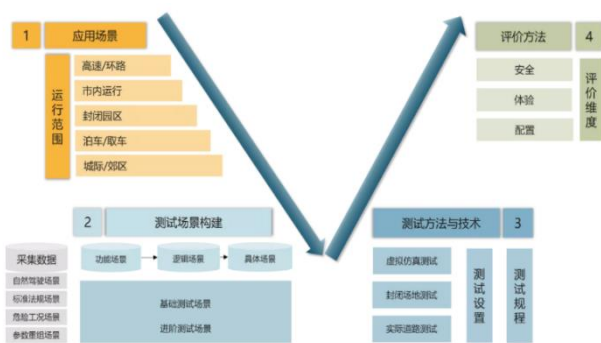 1 应用场景
运行范围
高速/环路
市内运行
封闭园区
泊车/取车
城际/郊区
评价方法 4
安全
体验
配置
评价维度
2 测试场景构建
采集数据
自然驾驶场景
标准法规场景
危险工况场景
参数重组场景
功能场景
逻辑场景
具体场景
基础测试场景
进阶测试场景
测试方法与技术 3
虚拟仿真测试
封闭场地测试
实际道路测试
测试设置
测试规程